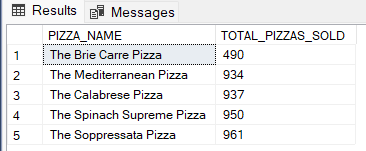 Results Messages
PIZZA_NAME TOTAL_PIZZAS_SOLD
1 The Brie Carre Pizza 490
2 The Mediterranean Pizza 934
3 The Calabrese Pizza 937
4 The Spinach Supreme Pizza 950
5 The Soppressata Pizza 961